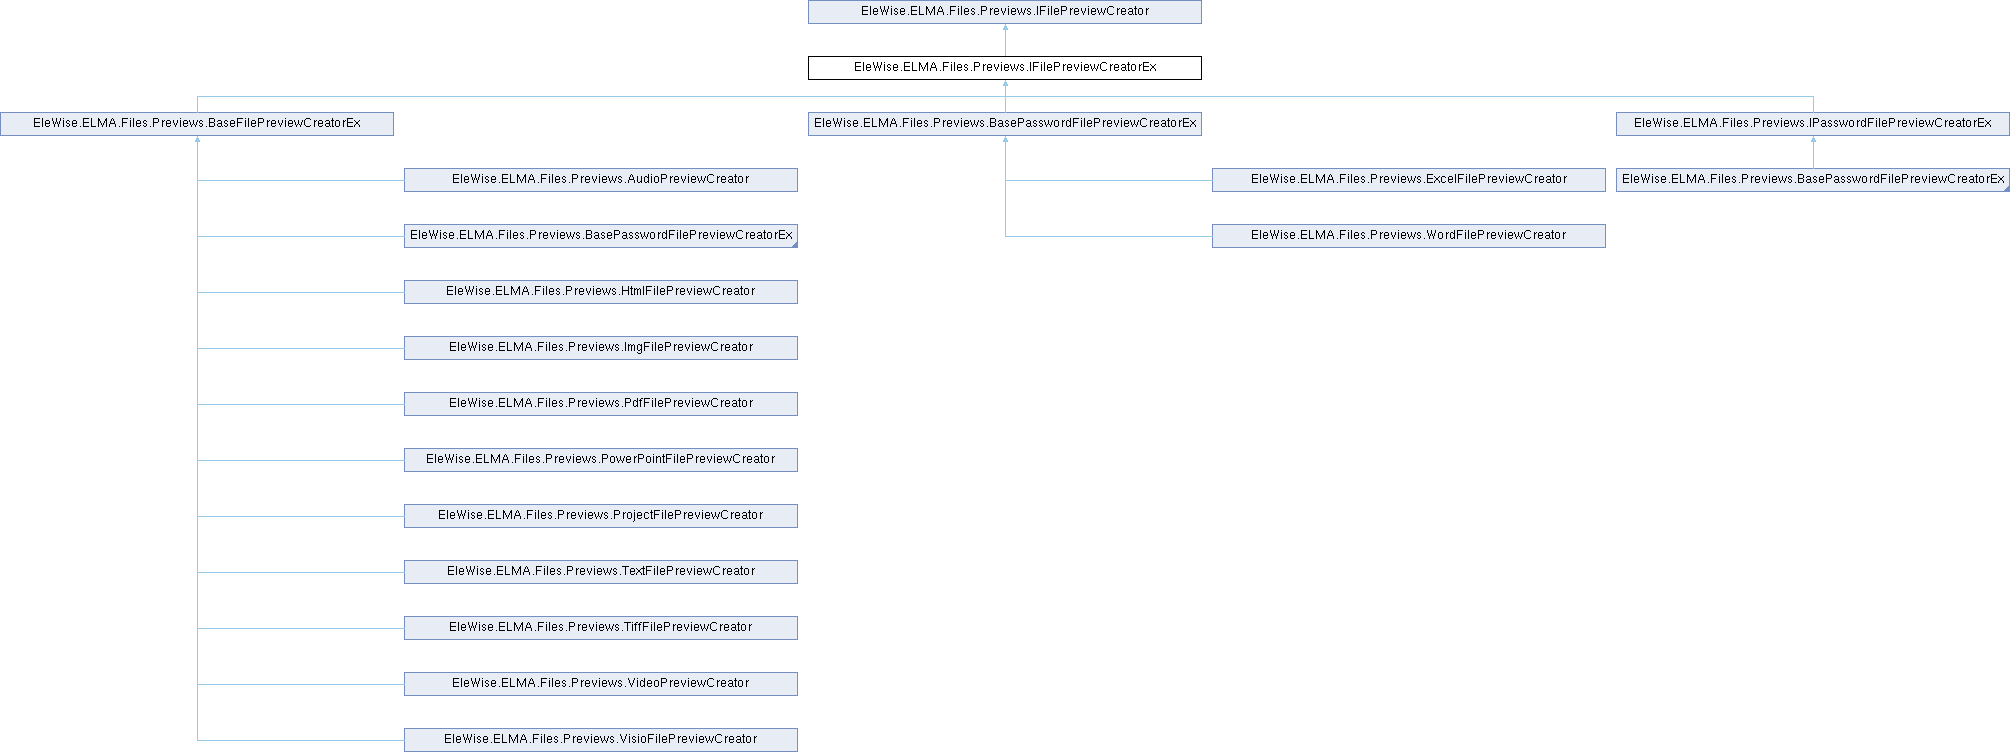 EleWise.ELMA.Files.Previews.IFilePreviewCreator
EleWise.ELMA.Files.Previews.IFilePreviewCreatorEx
EleWise.ELMA.Files.Previews.BaseFilePreviewCreatorEx
EleWise.ELMA.Files.Previews.BasePasswordFilePreviewCreatorEx
EleWise.ELMA.Files.Previews.IPasswordFilePreviewCreatorEx
EleWise.ELMA.Files.Previews.AudioPreviewCreator
EleWise.ELMA.Files.Previews.ExcelFilePreviewCreator
EleWise.ELMA.Files.Previews.BasePasswordFilePreviewCreatorEx
EleWise.ELMA.Files.Previews.BasePasswordFilePreviewCreatorEx
EleWise.ELMA.Files.Previews.WordFilePreviewCreator
EleWise.ELMA.Files.Previews.HtmlFilePreviewCreator
EleWise.ELMA.Files.Previews.ImgFilePreviewCreator
EleWise.ELMA.Files.Previews.PdfFilePreviewCreator
EleWise.ELMA.Files.Previews.PowerPointFilePreviewCreator
EleWise.ELMA.Files.Previews.ProjectFilePreviewCreator
EleWise.ELMA.Files.Previews.TextFilePreviewCreator
EleWise.ELMA.Files.Previews.TiffFilePreviewCreator
EleWise.ELMA.Files.Previews.VideoPreviewCreator
EleWise.ELMA.Files.Previews.VisioFilePreviewCreator